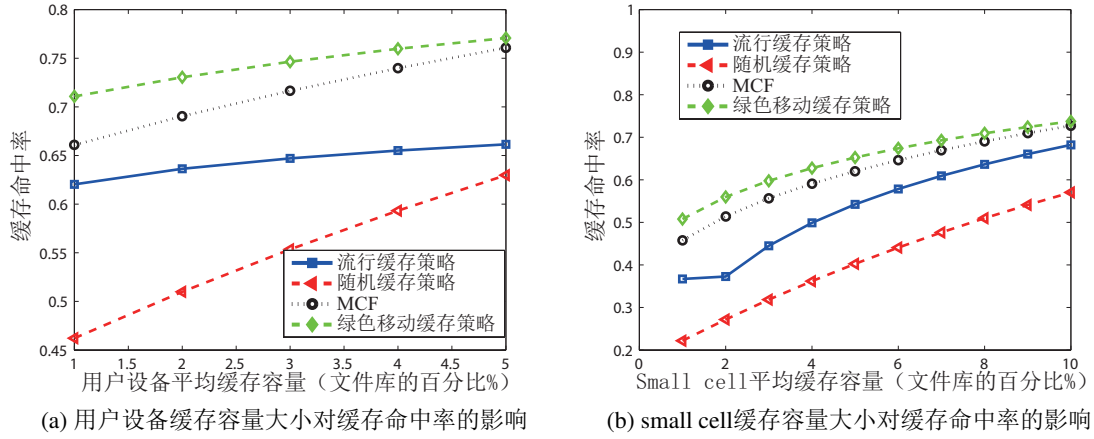 0.8
0.75
0.7
0.65
0.6
0.55
0.5
0.45
1
1.5
2
2.5
3
3.5
4
4.5
5
缓存命中率
流行缓存策略
随机缓存策略
MCF
绿色移动缓存策略
用户设备平均缓存容量（文件库的百分比%）
(a) 用户设备缓存容量大小对缓存命中率的影响
1
0.9
0.8
0.7
0.6
0.5
0.4
0.3
0.2
0
2
4
6
8
10
缓存命中率
流行缓存策略
随机缓存策略
MCF
绿色移动缓存策略
Small cell平均缓存容量（文件库的百分比%）
(b) small cell缓存容量大小对缓存命中率的影响